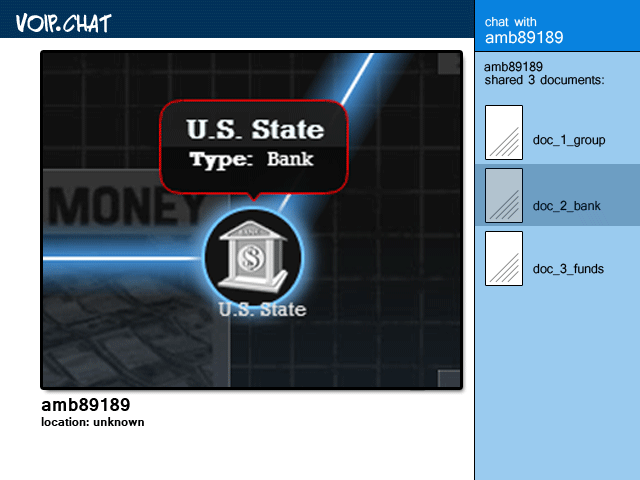 VOIP.CHAT
chat with
amb89189
amb89189
shared 3 documents:
doc_1_group
doc_2_bank
doc_3_funds
U.S. State
Type: Bank
MONEY
BANK
$
U.S. State
amb89189
location: unknown